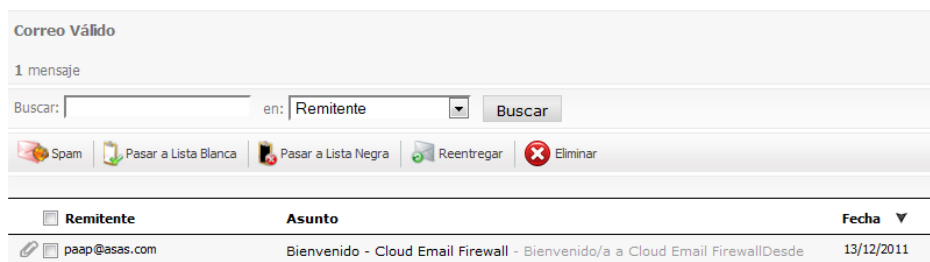 Correo Válido
1 mensaje
Buscar: en: Remitente Buscar
Spam Pasar a Lista Blanca Pasar a Lista Negra Reentregar Eliminar
Remitente Asunto Fecha
paap@asas.com Bienvenido - Cloud Email Firewall - Bienvenido/a a Cloud Email FirewallDesde 13/12/2011